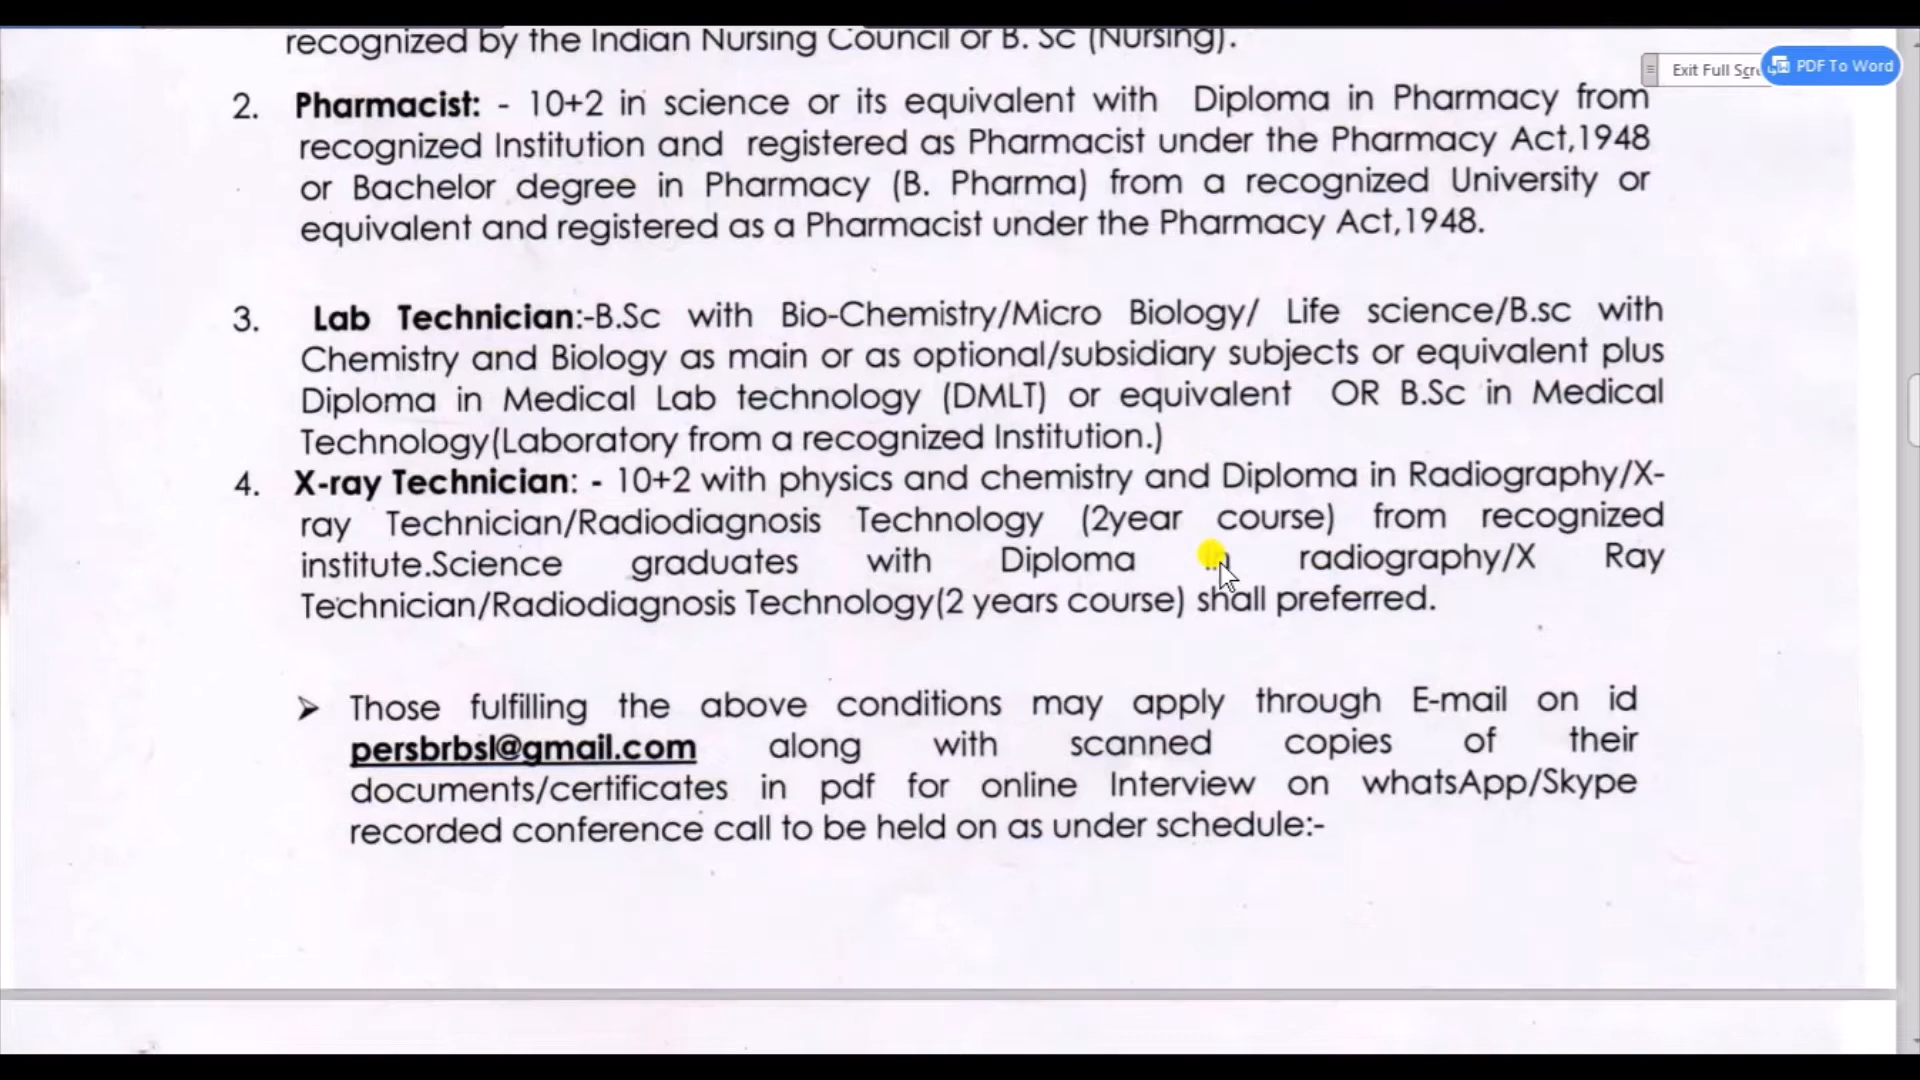 recognized by the Indian Nursing Council or B. Sc (Nursing).
Exit Full Scre
PDF To Word
2. Pharmacist: - 10+2 in science or its equivalent with Diploma in Pharmacy from
recognized Institution and registered as Pharmacist under the Pharmacy Act,1948
or Bachelor degree in Pharmacy (B. Pharma) from a recognized University or
equivalent and registered as a Pharmacist under the Pharmacy Act,1948.
3. Lab Technician:-B.Sc with Bio-Chemistry/Micro Biology/ Life science/B.sc with
Chemistry and Biology as main or as optional/subsidiary subjects or equivalent plus
Diploma in Medical Lab technology (DMLT) or equivalent OR B.Sc in Medical
Technology(Laboratory from a recognized Institution.)
4. X-ray Technician: - 10+2 with physics and chemistry and Diploma in Radiography/X-
ray Technician/Radiodiagnosis Technology (2year course) from recognized
institute.Science graduates with Diploma in radiography/X Ray
Technician/Radiodiagnosis Technology(2 years course) shall preferred.
➢ Those fulfilling the above conditions may apply through E-mail on id
persbrbsl@gmail.com along with scanned copies of their
documents/certificates in pdf for online Interview on whatsApp/Skype
recorded conference call to be held on as under schedule:-